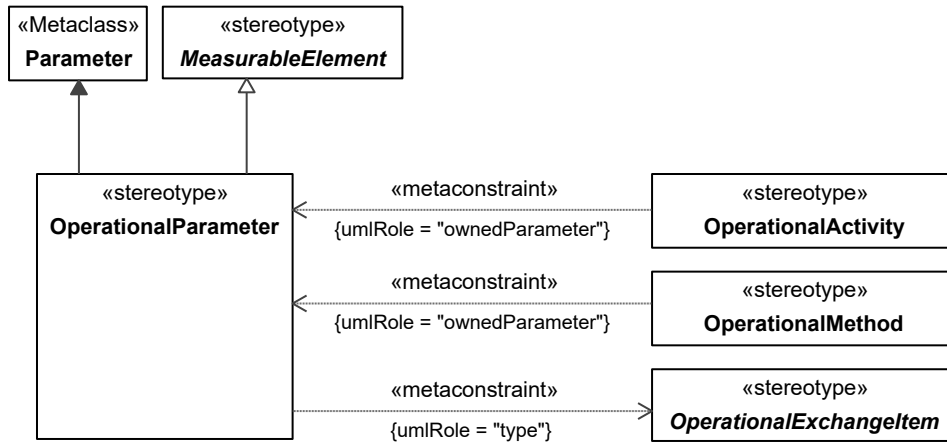 «Metaclass»
Parameter
«stereotype»
MeasurableElement
«stereotype»
OperationalParameter
«metaconstraint»
{umlRole = "ownedParameter"}
«stereotype»
OperationalActivity
«metaconstraint»
{umlRole = "ownedParameter"}
«stereotype»
OperationalMethod
«metaconstraint»
{umlRole = "type"}
«stereotype»
OperationalExchangeItem